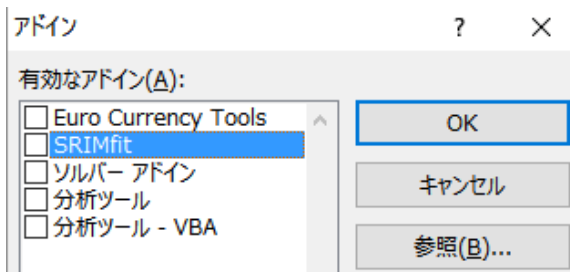 アドイン ? ×
有効なアドイン(A):
Euro Currency Tools
SRIMfit
ソルバー アドイン
分析ツール
分析ツール - VBA
OK
キャンセル
参照(B)...